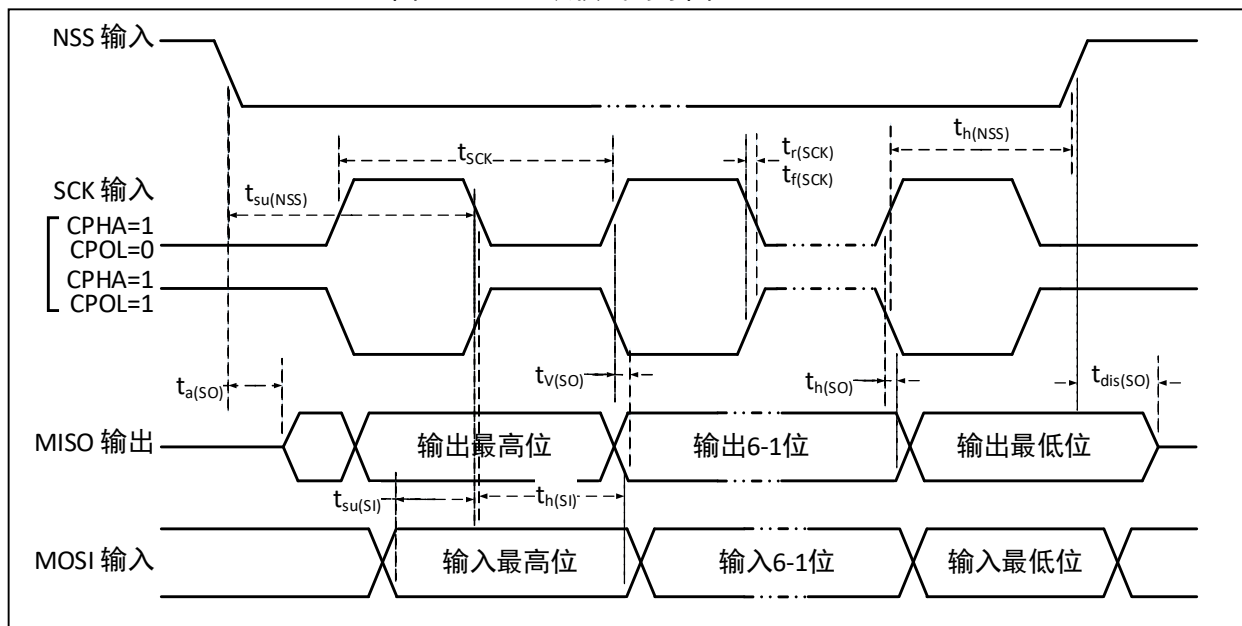 NSS 输入
t_SCK
t_r(SCK)
t_f(SCK)
t_h(NSS)
SCK 输入
t_su(NSS)
CPHA=1
CPOL=0
CPHA=1
CPOL=1
t_a(SO)
t_V(SO)
t_h(SO)
t_dis(SO)
MISO 输出
输出最高位
输出6-1位
输出最低位
t_su(SI)
t_h(SI)
MOSI 输入
输入最高位
输入6-1位
输入最低位